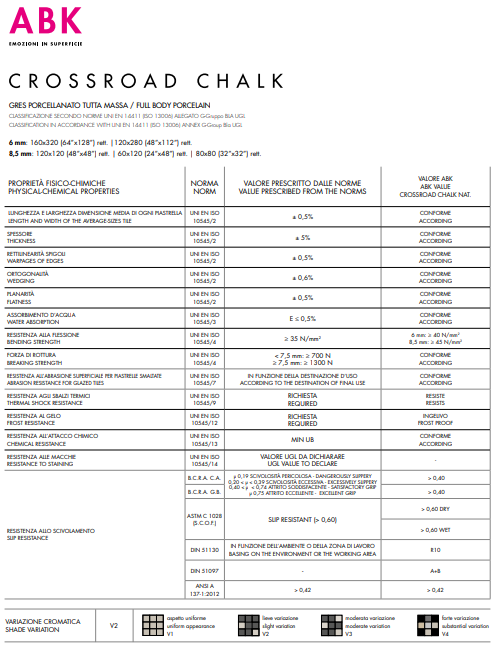 ABK
EMOZIONI IN SUPERFICIE
CROSSROAD CHALK
GRES PORCELLANATO TUTTA MASSA / FULL BODY PORCELAIN
CLASSIFICAZIONE SECONDO NORME UNI EN 14411 (ISO 13006) ALLEGATO G-Gruppo BIA UGL
CLASSIFICATION IN ACCORDANCE WITH UNI EN 14411 (ISO 13006) ANNEX G-Group BIa UGL
6 mm: 160x320 (64"x128") rett. |120x280 (48"x112") rett.
8,5 mm: 120x120 (48"x48") rett. | 60x120 (24"x48") rett. | 80x80 (32"x32") rett.
PROPRIETÀ FISICO-CHIMICHE
PHYSICAL-CHEMICAL PROPERTIES
NORMA
NORM
VALORE PRESCRITTO DALLE NORME
VALUE PRESCRIBED FROM THE NORMS
VALORE ABK
ABK VALUE
CROSSROAD CHALK NAT.
LUNGHEZZA E LARGHEZZA DIMENSIONE MEDIA DI OGNI PIASTRELLA
LENGTH AND WIDTH OF THE AVERAGE-SIZES TILE
UNI EN ISO
10545/2
± 0,5%
CONFORME
ACCORDING
SPESSORE
THICKNESS
UNI EN ISO
10545/2
± 5%
CONFORME
ACCORDING
RETTILINEARITÀ SPIGOLI
WARPAGES OF EDGES
UNI EN ISO
10545/2
± 0,5%
CONFORME
ACCORDING
ORTOGONALITÀ
WEDGING
UNI EN ISO
10545/2
± 0,6%
CONFORME
ACCORDING
PLANARITÀ
FLATNESS
UNI EN ISO
10545/2
± 0,5%
CONFORME
ACCORDING
ASSORBIMENTO D'ACQUA
WATER ABSORPTION
UNI EN ISO
10545/3
E ≤ 0,5%
CONFORME
ACCORDING
RESISTENZA ALLA FLESSIONE
BENDING STRENGTH
UNI EN ISO
10545/4
≥ 35 N/mm²
6 mm: ≥ 40 N/mm²
8,5 mm: ≥ 45 N/mm²
FORZA DI ROTTURA
BREAKING STRENGTH
UNI EN ISO
10545/4
< 7,5 mm: ≥ 700 N
≥ 7,5 mm: ≥ 1300 N
CONFORME
ACCORDING
RESISTENZA ALL'ABRASIONE SUPERFICIALE PER PIASTRELLE SMALTATE
ABRASION RESISTANCE FOR GLAZED TILES
UNI EN ISO
10545/7
IN FUNZIONE DELLA DESTINAZIONE D'USO
ACCORDING TO THE DESTINATION OF FINAL USE
CONFORME
ACCORDING
RESISTENZA AGLI SBALZI TERMICI
THERMAL SHOCK RESISTANCE
UNI EN ISO
10545/9
RICHIESTA
REQUIRED
RESISTE
RESISTS
RESISTENZA AL GELO
FROST RESISTANCE
UNI EN ISO
10545/12
RICHIESTA
REQUIRED
INGELIVO
FROST PROOF
RESISTENZA ALL'ATTACCO CHIMICO
CHEMICAL RESISTANCE
UNI EN ISO
10545/13
MIN UB
CONFORME
ACCORDING
RESISTENZA ALLE MACCHIE
RESISTANCE TO STAINING
UNI EN ISO
10545/14
VALORE UGL DA DICHIARARE
UGL VALUE TO DECLARE
-
RESISTENZA ALLO SCIVOLAMENTO
SLIP RESISTANCE
B.C.R.A. C.A.
B.C.R.A. G.B.
µ 0,19 SCIVOLOSITÀ PERICOLOSA - DANGEROUSLY SLIPPERY
0,20 < µ < 0,39 SCIVOLOSITÀ ECCESSIVA - EXCESSIVELY SLIPPERY
0,40 < µ < 0,74 ATTRITO SODDISFACENTE - SATISFACTORY GRIP
µ 0,75 ATTRITO ECCELLENTE - EXCELLENT GRIP
> 0,40
> 0,40
ASTM C 1028
(S.C.O.F.)
SLIP RESISTANT (> 0,60)
> 0,60 DRY
> 0,60 WET
DIN 51130
IN FUNZIONE DELL'AMBIENTE O DELLA ZONA DI LAVORO
BASING ON THE ENVIRONMENT OR THE WORKING AREA
R10
DIN 51097
-
A+B
ANSI A
137-1:2012
> 0,42
> 0,42
VARIAZIONE CROMATICA
SHADE VARIATION
V2
aspetto uniforme
uniform appearance
V1
lieve variazione
slight variation
V2
moderata variazione
moderate variation
V3
forte variazione
substantial variation
V4